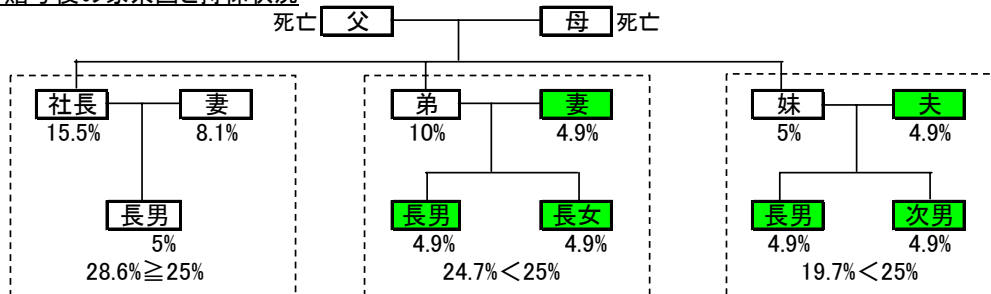 贈与後の家系図と持株状況
死亡 父 母 死亡
社長 妻 弟 妻 妹 夫
15.5% 8.1% 10% 4.9% 5% 4.9%
長男 長男 長女 長男 次男
5% 4.9% 4.9% 4.9% 4.9%
28.6%≧25% 24.7%<25% 19.7%<25%